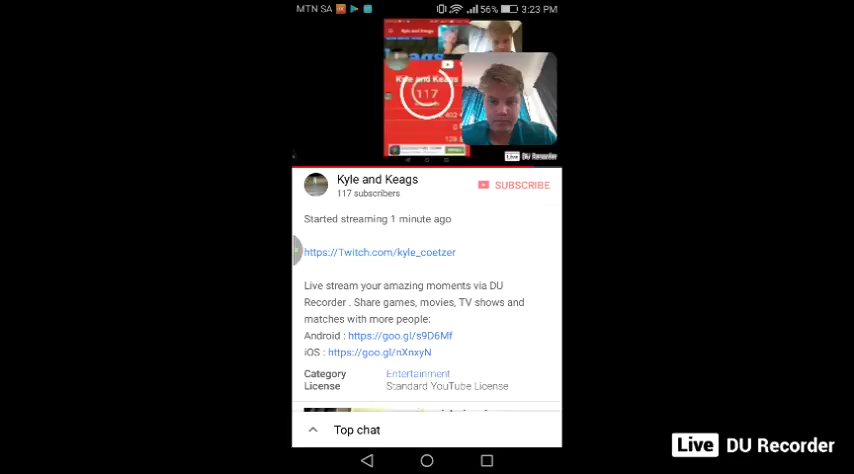 MTN SA
56% 3:23 PM
Kyle and Keags
Kyle and Keags
117
Live DU Recorder
Kyle and Keags
117 subscribers
SUBSCRIBE
Started streaming 1 minute ago
https://Twitch.com/kyle_coetzer
Live stream your amazing moments via DU
Recorder . Share games, movies, TV shows and
matches with more people:
Android : https://goo.gl/s9D6Mf
iOS : https://goo.gl/nXnxyN
Category Entertainment
License Standard YouTube License
Top chat
Live DU Recorder